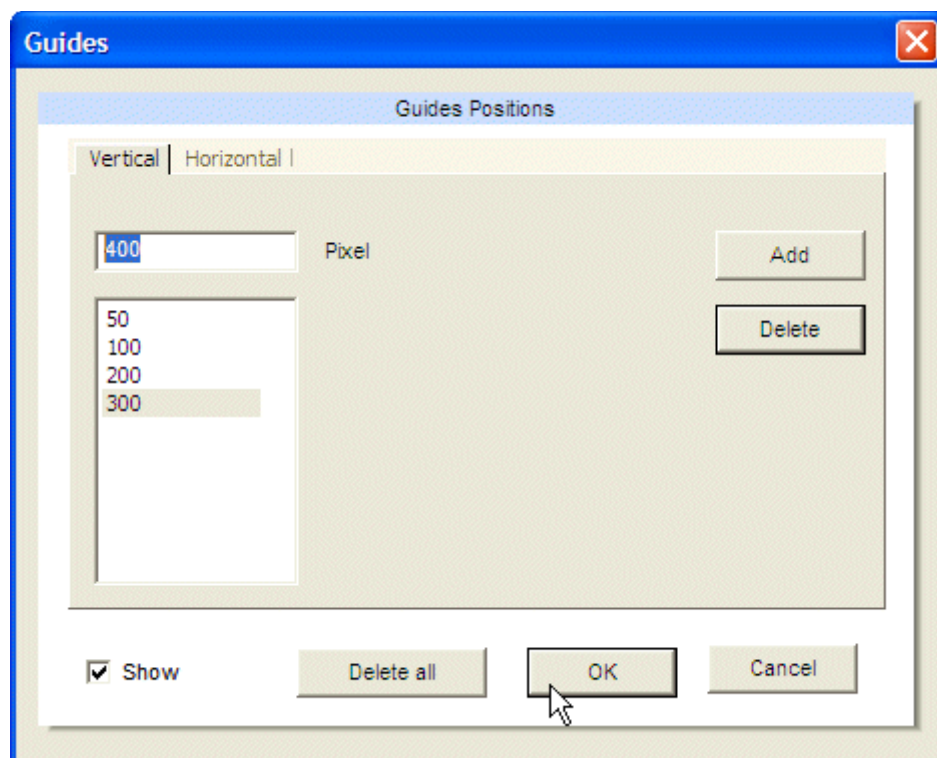 Guides
Guides Positions
Vertical Horizontal
400 Pixel Add
Delete
50
100
200
300
Show Delete all OK Cancel